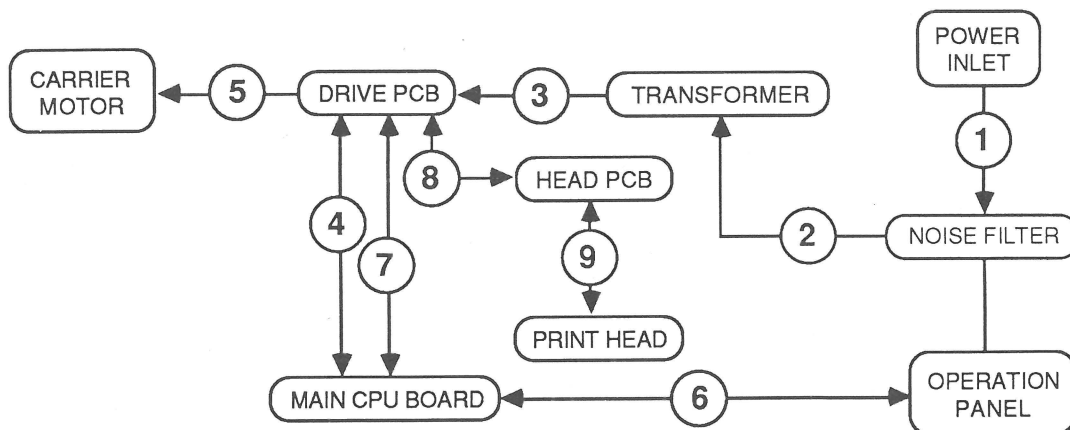 POWER
INLET
CARRIER
MOTOR
5
DRIVE PCB
3
TRANSFORMER
1
8
HEAD PCB
4
2
NOISE FILTER
7
9
PRINT HEAD
MAIN CPU BOARD
6
OPERATION
PANEL